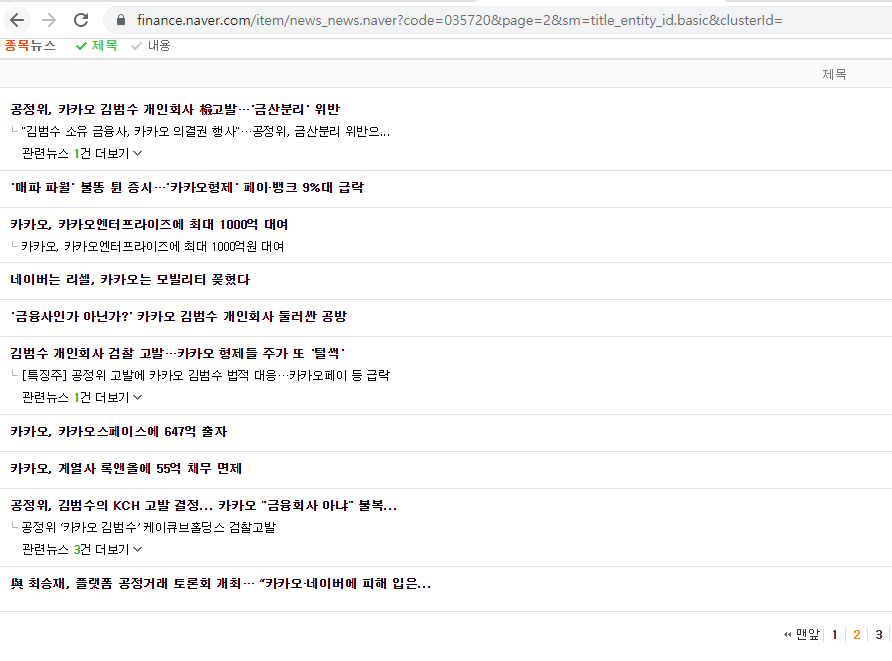 finance.naver.com/item/news_news.naver?code=035720&page=2&sm=title_entity_id.basic&clusterId=
종목뉴스 제목 내용
제목
공정위, 카카오 김범수 개인회사 檢고발…'금산분리' 위반
"김범수 소유 금융사, 카카오 의결권 행사"…공정위, 금산분리 위반으...
관련뉴스 1건 더보기
'매파 파월' 불똥 튄 증시…'카카오형제' 페이·뱅크 9%대 급락
카카오, 카카오엔터프라이즈에 최대 1000억 대여
카카오, 카카오엔터프라이즈에 최대 1000억원 대여
네이버는 리셀, 카카오는 모빌리티 꽂혔다
'금융사인가 아닌가?' 카카오 김범수 개인회사 둘러싼 공방
김범수 개인회사 검찰 고발…카카오 형제들 주가 또 '털썩'
[특징주] 공정위 고발에 카카오 김범수 법적 대응…카카오페이 등 급락
관련뉴스 1건 더보기
카카오, 카카오스페이스에 647억 출자
카카오, 계열사 록앤올에 55억 채무 면제
공정위, 김범수의 KCH 고발 결정... 카카오 "금융회사 아냐" 불복...
공정위 '카카오 김범수' 케이큐브홀딩스 검찰고발
관련뉴스 3건 더보기
與 최승재, 플랫폼 공정거래 토론회 개최… "카카오·네이버에 피해 입은...
맨앞 1 2 3